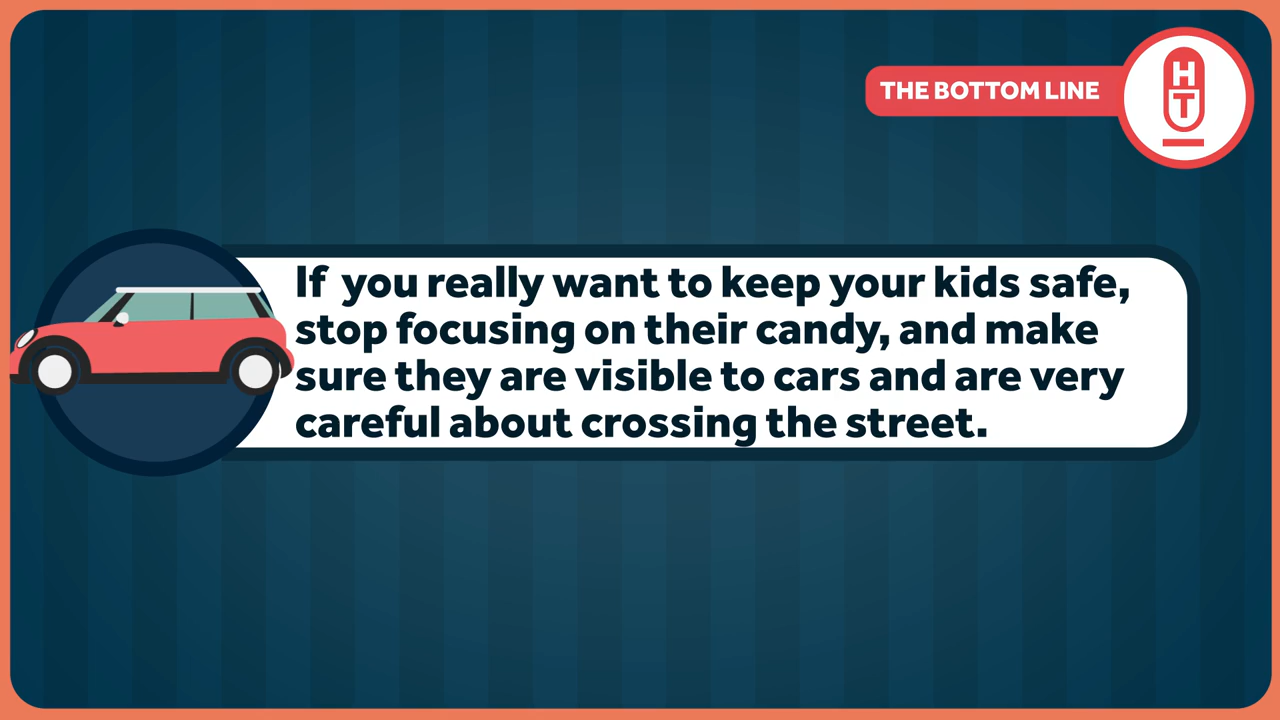 THE BOTTOM LINE
H
T
If you really want to keep your kids safe,
stop focusing on their candy, and make
sure they are visible to cars and are very
careful about crossing the street.